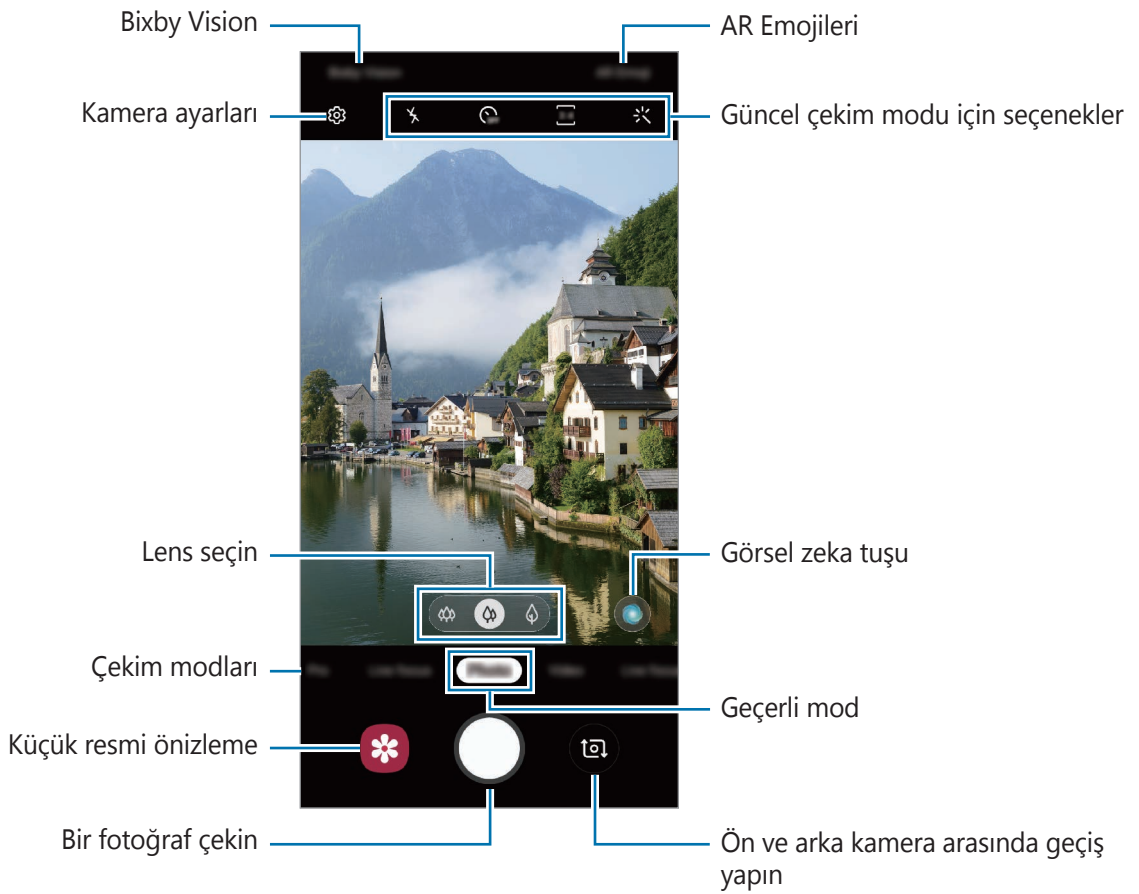 Bixby Vision
AR Emojileri
Kamera ayarları
Güncel çekim modu için seçenekler
Lens seçin
Görsel zeka tuşu
Çekim modları
Geçerli mod
Küçük resmi önizleme
Bir fotoğraf çekin
Ön ve arka kamera arasında geçiş
yapın